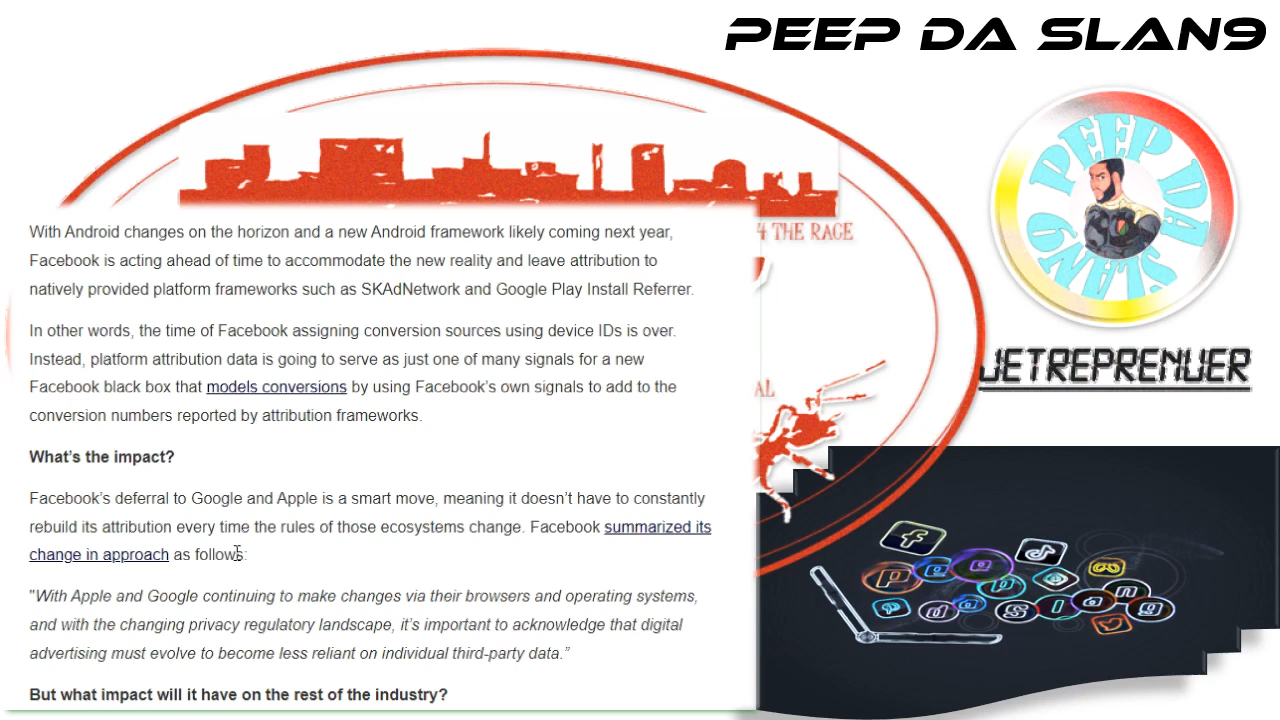 PEEP DA SLAN9
PEEP DA SLAN9
4 THE RACE
JETREPRENUER
With Android changes on the horizon and a new Android framework likely coming next year,
Facebook is acting ahead of time to accommodate the new reality and leave attribution to
natively provided platform frameworks such as SKAdNetwork and Google Play Install Referrer.
In other words, the time of Facebook assigning conversion sources using device IDs is over.
Instead, platform attribution data is going to serve as just one of many signals for a new
Facebook black box that models conversions by using Facebook’s own signals to add to the
conversion numbers reported by attribution frameworks.
AL
What’s the impact?
Facebook’s deferral to Google and Apple is a smart move, meaning it doesn’t have to constantly
rebuild its attribution every time the rules of those ecosystems change. Facebook summarized its
change in approach as follows:
"With Apple and Google continuing to make changes via their browsers and operating systems,
and with the changing privacy regulatory landscape, it’s important to acknowledge that digital
advertising must evolve to become less reliant on individual third-party data.”
But what impact will it have on the rest of the industry?
P e e p
d a S l a n g